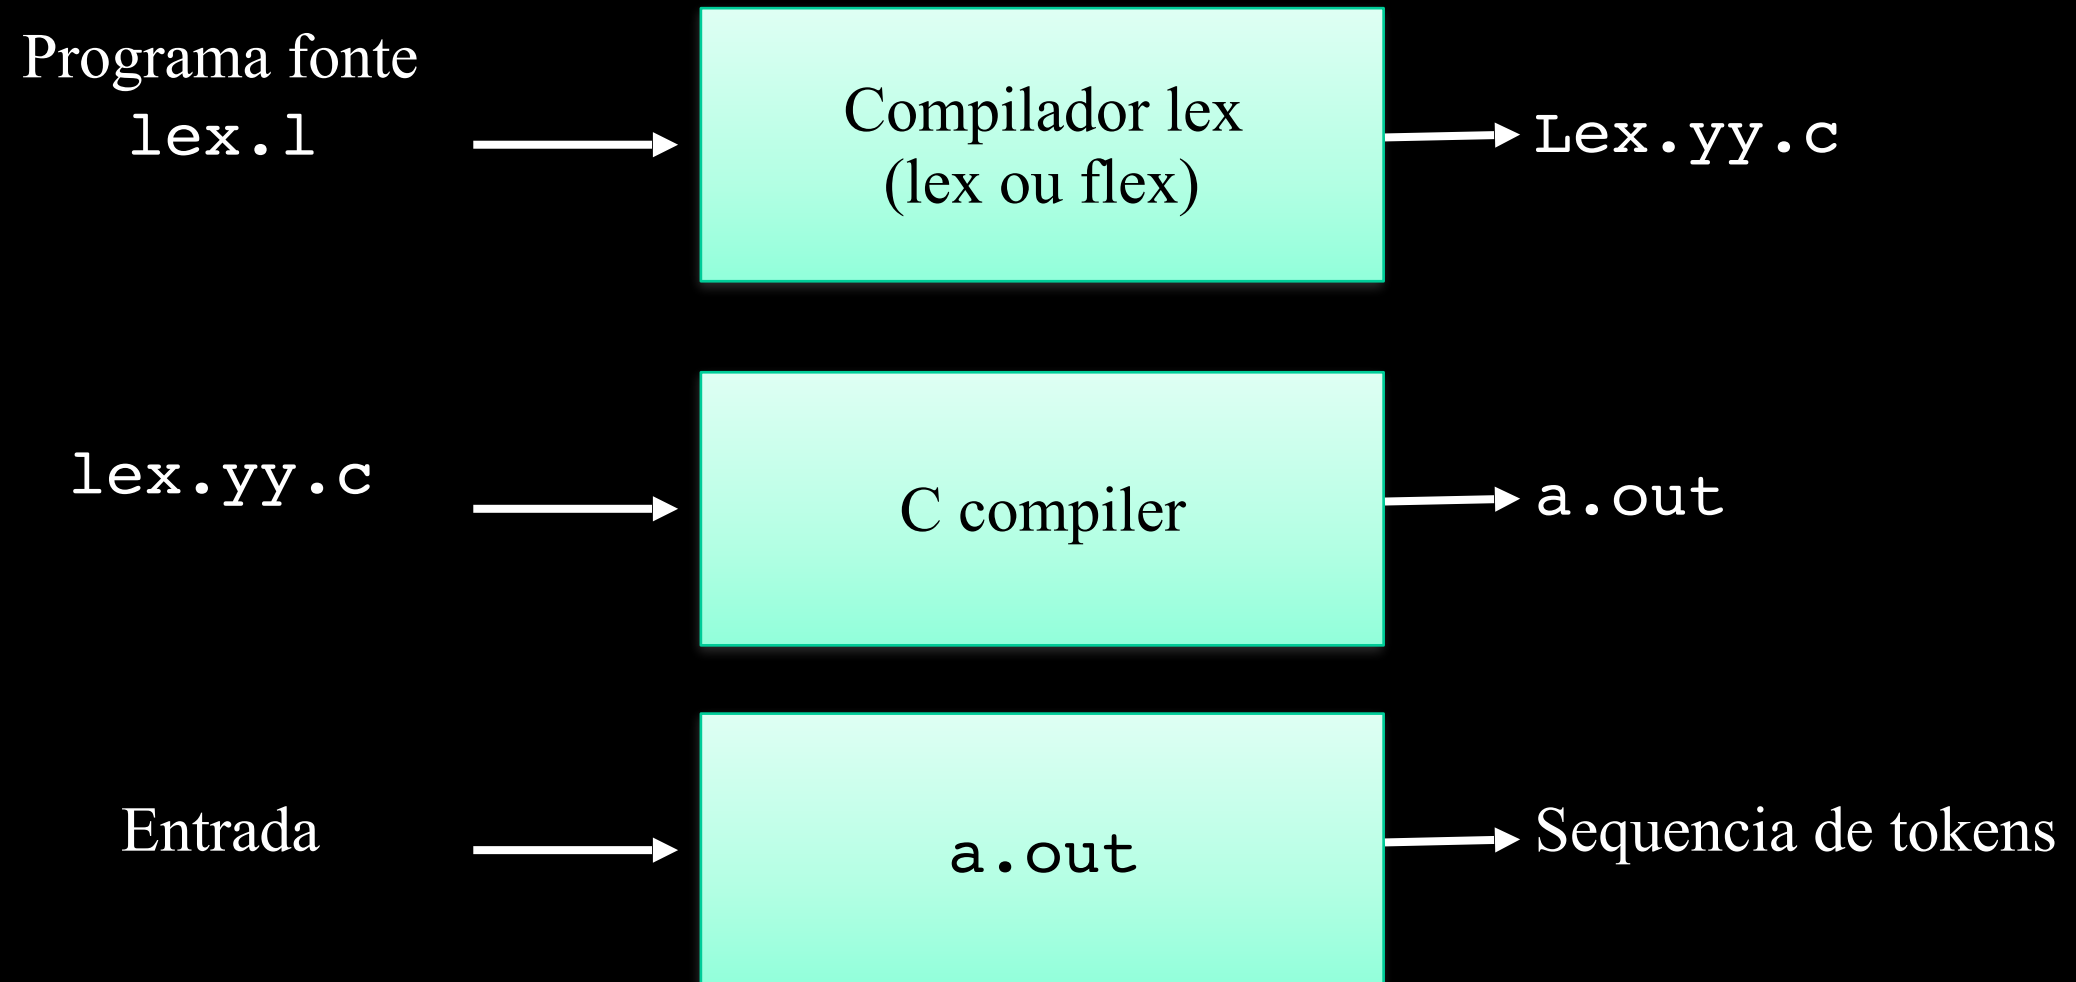 Programa fonte
lex.l
Compilador lex
(lex ou flex)
Lex.yy.c
lex.yy.c
C compiler
a.out
Entrada
a.out
Sequencia de tokens